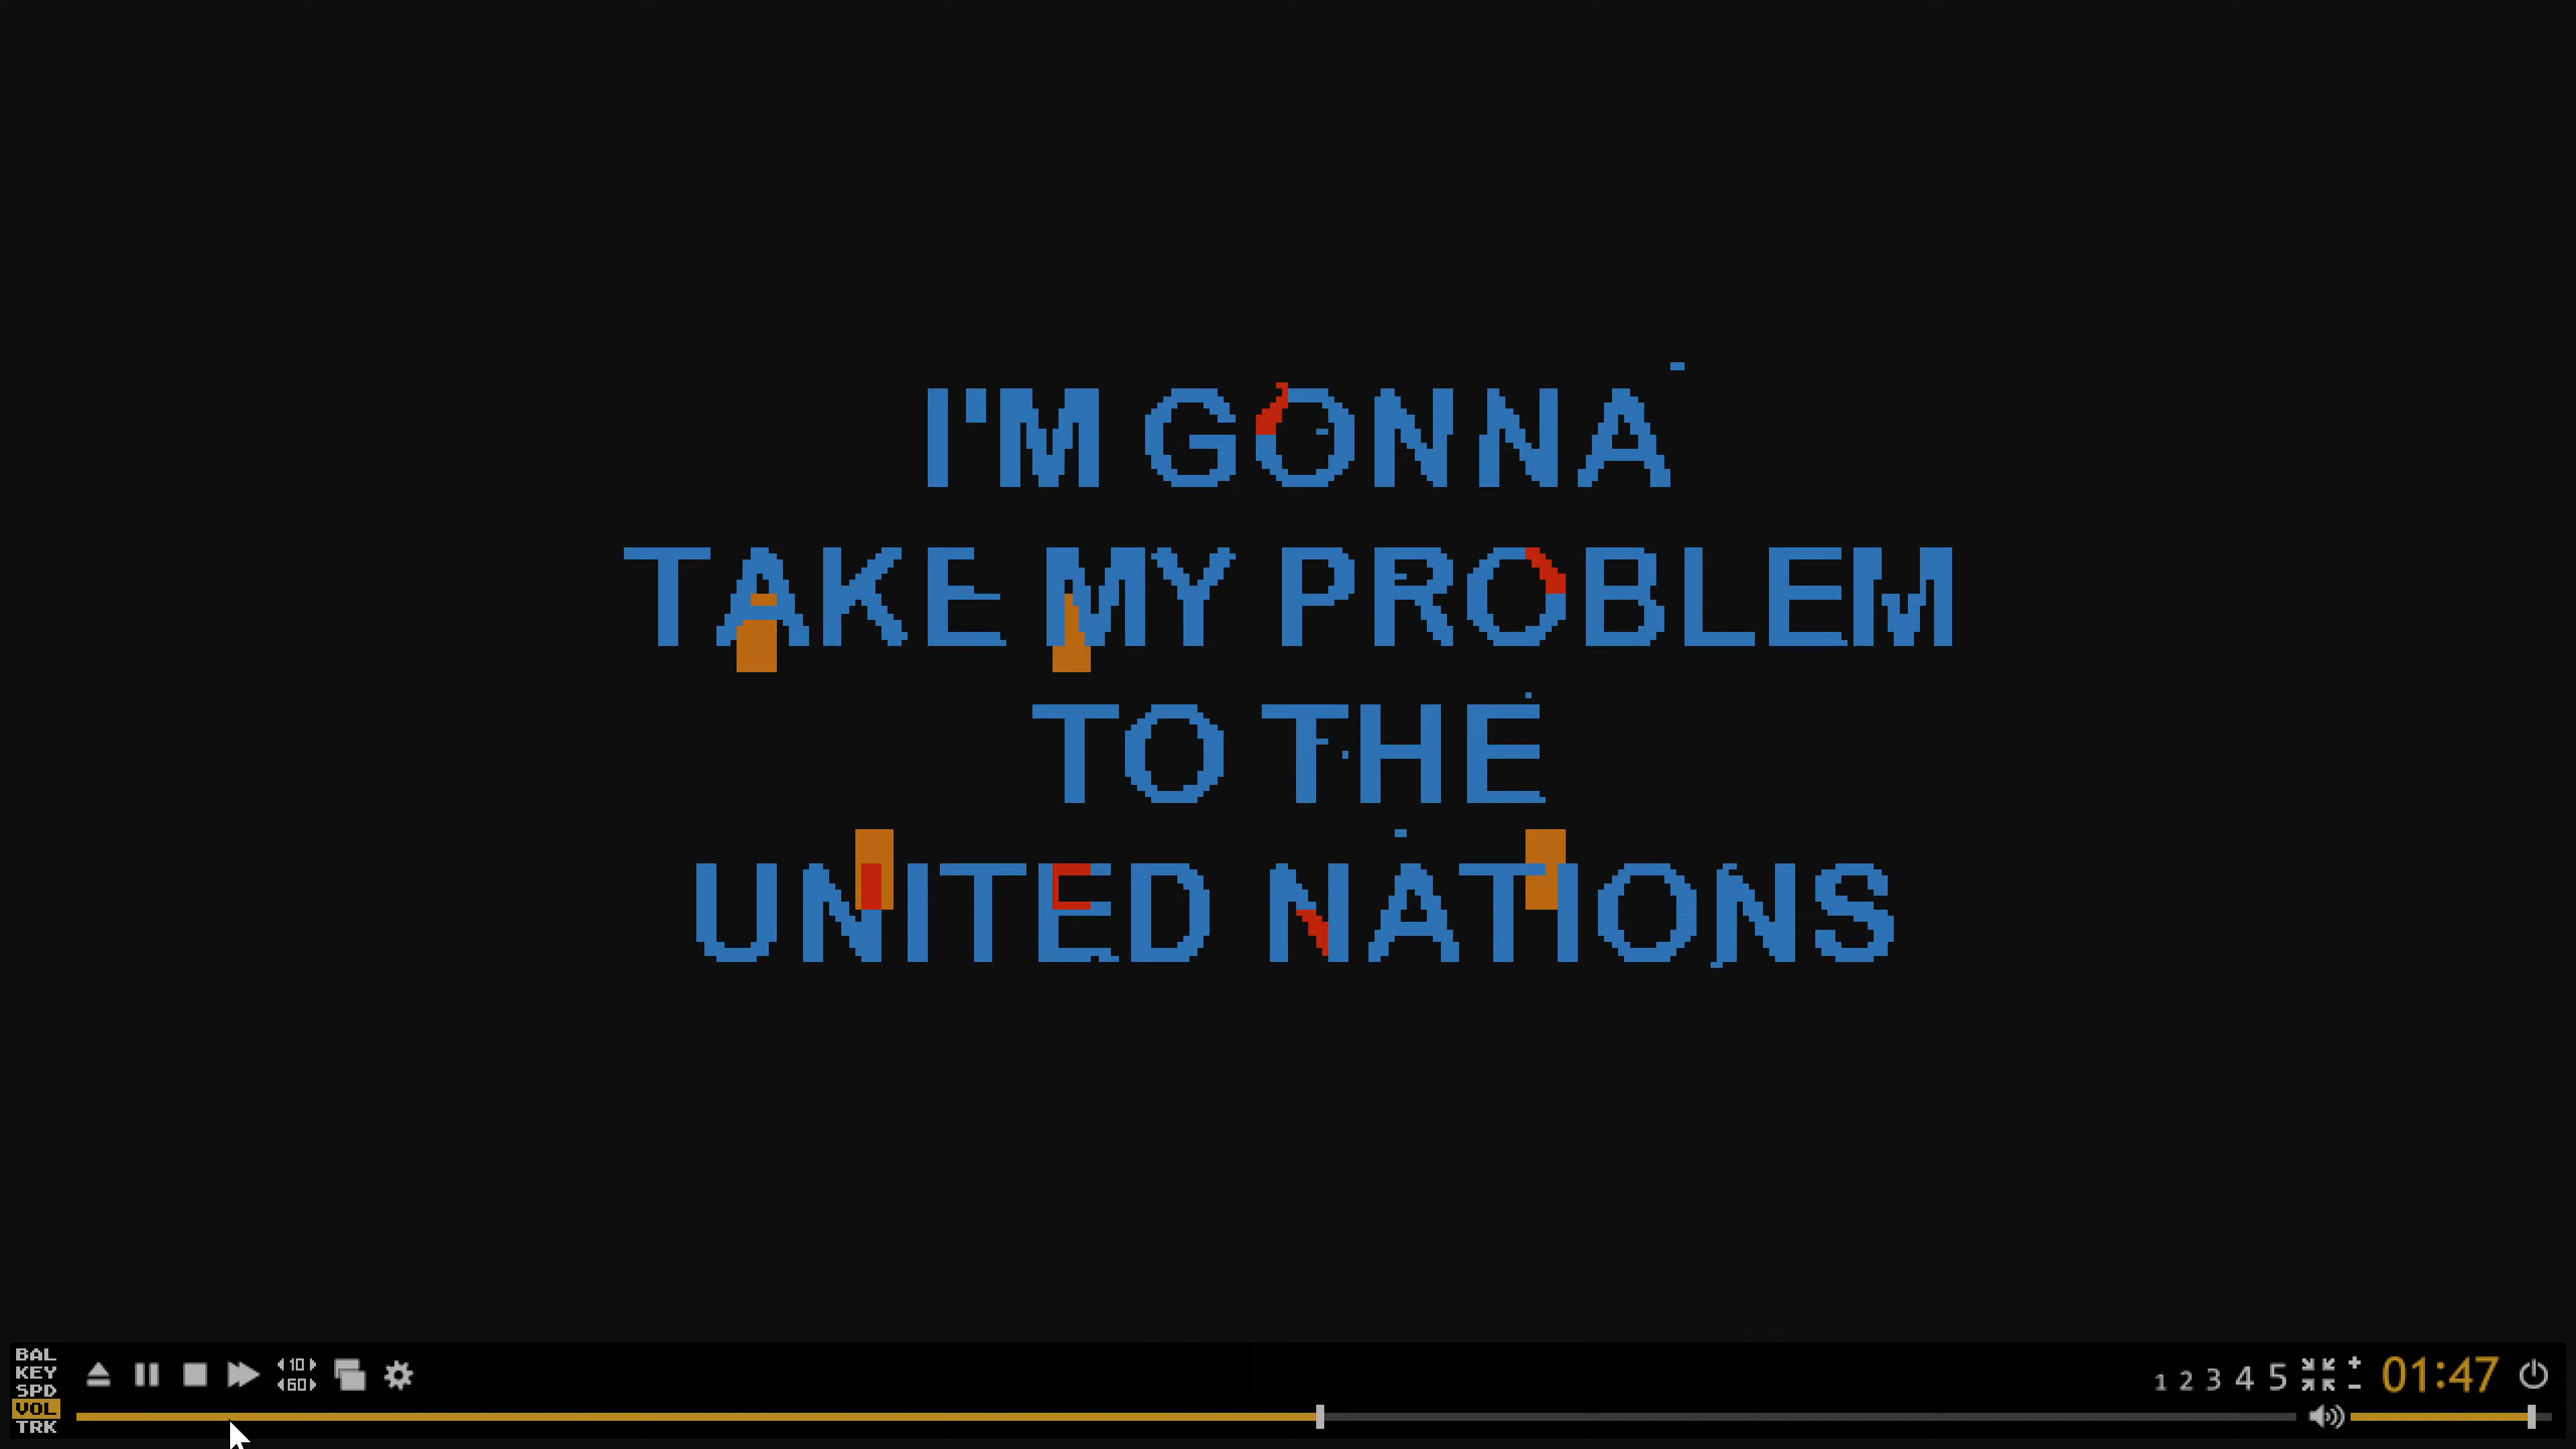 I'M GONNA
TAKE MY PROBLEM
TO THE
UNITED NATIONS
BAL
KEY
SPD
VOL
TRK
10
60
1 2 3 4 5
01:47